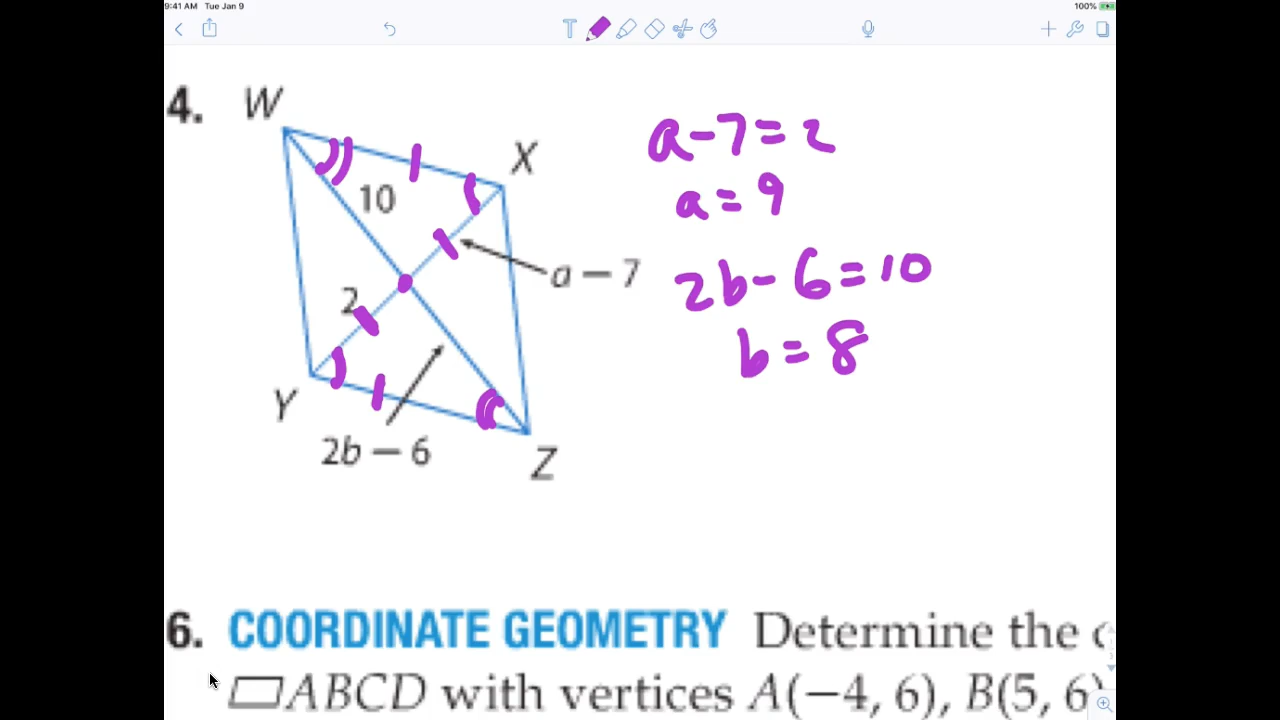 9:41 AM Tue Jan 9
100%
T
4.
W
X
10
a − 7
2
Y
2b − 6
Z
a-7=2
a=9
2b-6=10
b=8
6. COORDINATE GEOMETRY Determine the
▱ABCD with vertices A(−4, 6), B(5, 6)